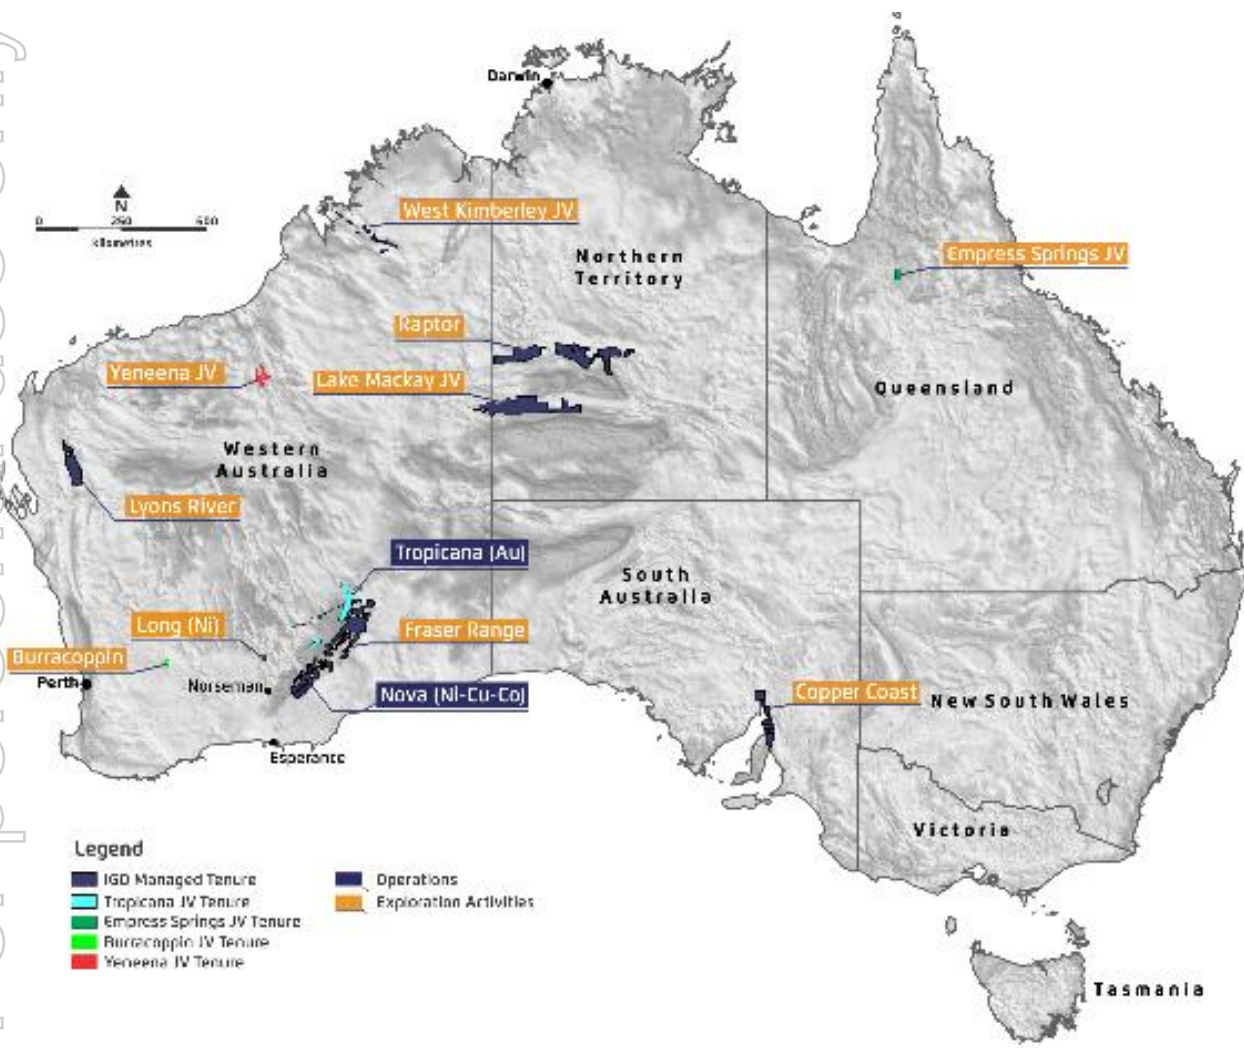 Darwin
N
0 250 500
kilometres
West Kimberley JV
Northern
Territory
Empress Springs JV
Raptor
Yeneena JV
Lake Mackay JV
Queensland
Western
Australia
Lyons River
Tropicana (Au)
South
Australia
Long (Ni)
Fraser Range
Burracoppin
Perth
Norseman
Nova (Ni-Cu-Co)
Copper Coast
New South Wales
Esperance
Victoria
Legend
IGO Managed Tenure
Tropicana JV Tenure
Empress Springs JV Tenure
Burracoppin JV Tenure
Yeneena JV Tenure
Operations
Exploration Activities
Tasmania